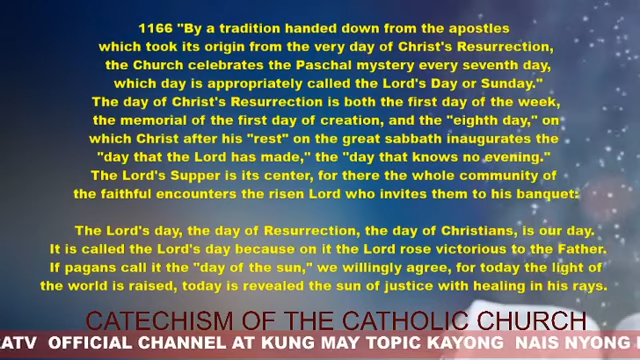 1166 "By a tradition handed down from the apostles
which took its origin from the very day of Christ's Resurrection,
the Church celebrates the Paschal mystery every seventh day,
which day is appropriately called the Lord's Day or Sunday."
The day of Christ's Resurrection is both the first day of the week,
the memorial of the first day of creation, and the "eighth day," on
which Christ after his "rest" on the great sabbath inaugurates the
"day that the Lord has made," the "day that knows no evening."
The Lord's Supper is its center, for there the whole community of
the faithful encounters the risen Lord who invites them to his banquet:
The Lord's day, the day of Resurrection, the day of Christians, is our day.
It is called the Lord's day because on it the Lord rose victorious to the Father.
If pagans call it the "day of the sun," we willingly agree, for today the light of
the world is raised, today is revealed the sun of justice with healing in his rays.
CATECHISM OF THE CATHOLIC CHURCH
ATV OFFICIAL CHANNEL AT KUNG MAY TOPIC KAYONG NAIS NYONG